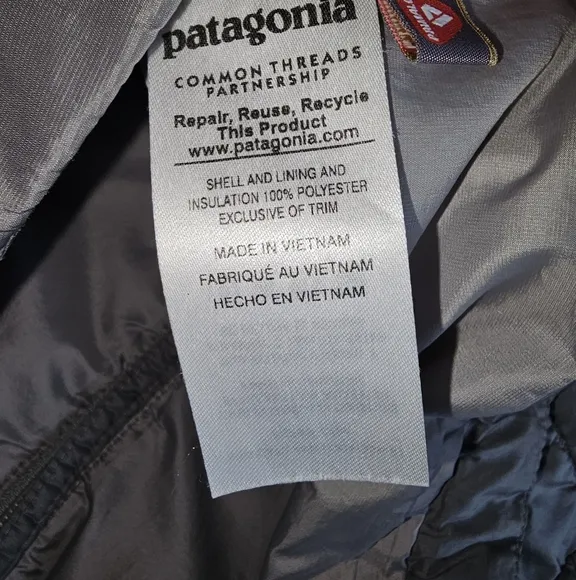 patagonia
COMMON THREADS
PARTNERSHIP
Repair, Reuse, Recycle
This Product
www.patagonia.com
SHELL AND LINING AND
INSULATION 100% POLYESTER
EXCLUSIVE OF TRIM
MADE IN VIETNAM
FABRIQUÉ AU VIETNAM
HECHO EN VIETNAM